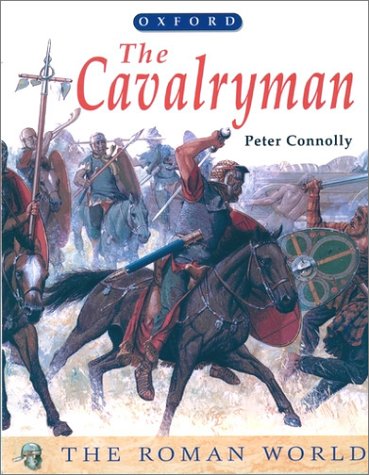 OXFORD
The
Cavalryman
Peter Connolly
THE ROMAN WORLD